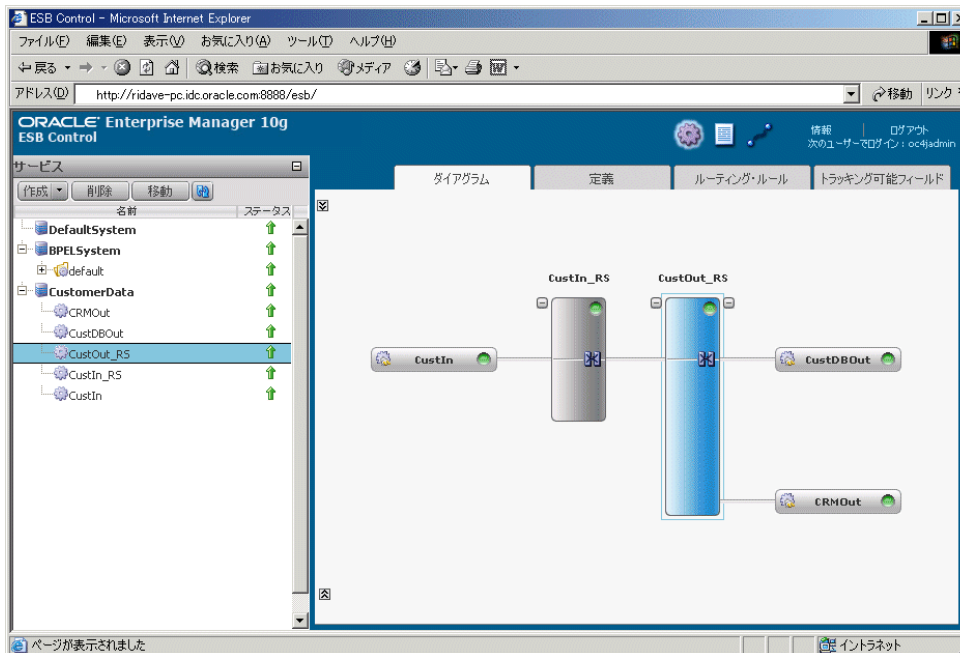 ESB Control - Microsoft Internet Explorer
ファイル(F) 編集(E) 表示(V) お気に入り(A) ツール(T) ヘルプ(H)
戻る 検索 お気に入り メディア
アドレス(D) http://ridave-pc.idc.oracle.com:8888/esb/ 移動 リンク
ORACLE Enterprise Manager 10g
ESB Control
情報 | ログアウト
次のユーザーでログイン : oc4jadmin
サービス
作成 削除 移動
名前 ステータス
DefaultSystem
BPELSystem
default
CustomerData
CRMOut
CustDBOut
CustOut_RS
CustIn_RS
CustIn
ダイアグラム 定義 ルーティング・ルール トラッキング可能フィールド
CustIn_RS CustOut_RS
CustIn CustDBOut
CRMOut
ページが表示されました イントラネット